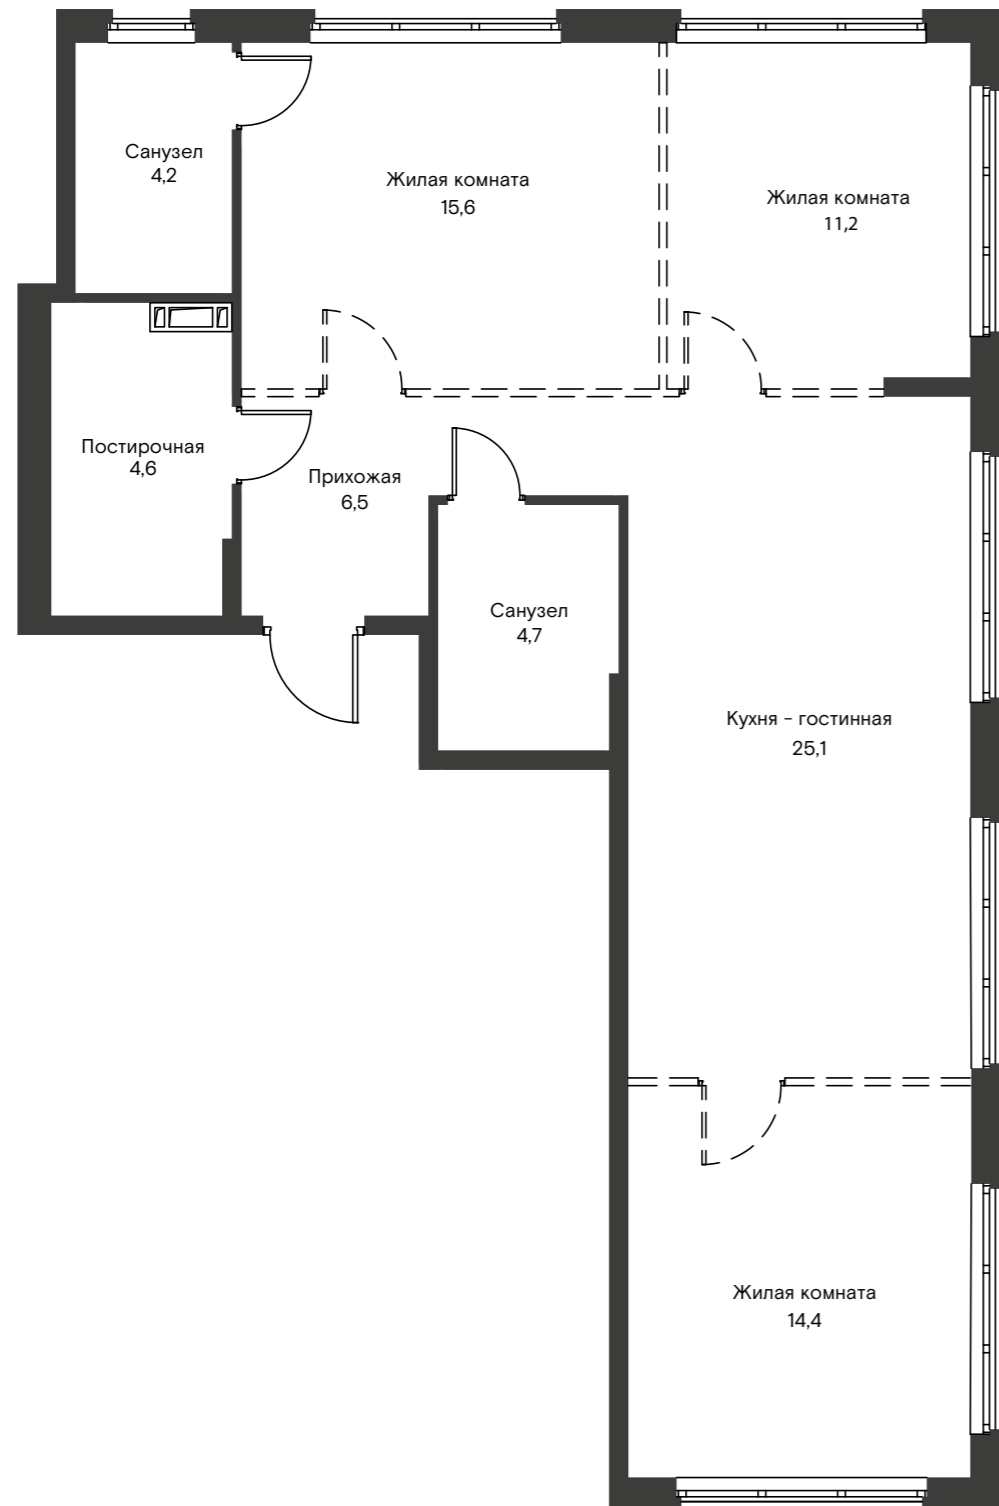 Санузел
4,2
Жилая комната
15,6
Жилая комната
11,2
Постирочная
4,6
Прихожая
6,5
Санузел
4,7
Кухня - гостинная
25,1
Жилая комната
14,4